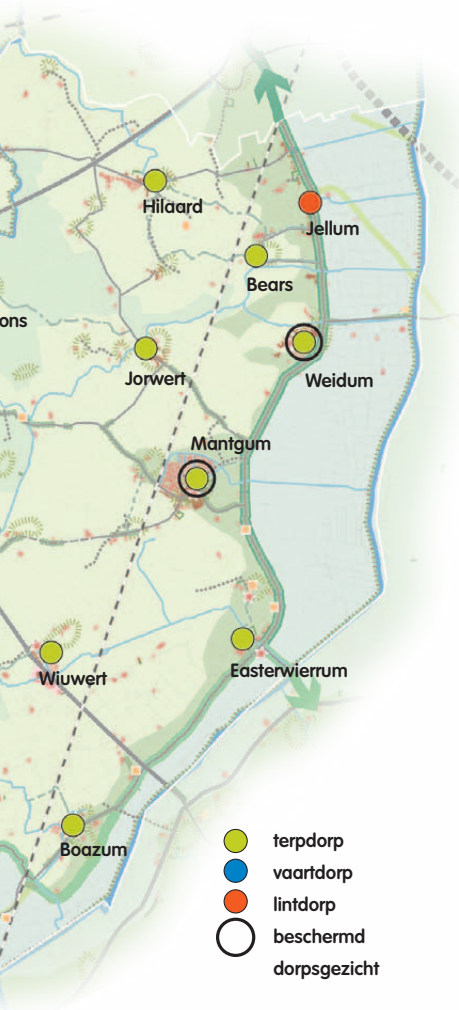 Hilaard
Jellum
Bears
ons
Jorwert
Weidum
Mantgum
Easterwierrum
Wiuwert
Boazum
terpdorp
vaartdorp
lintdorp
beschermd
dorpsgezicht